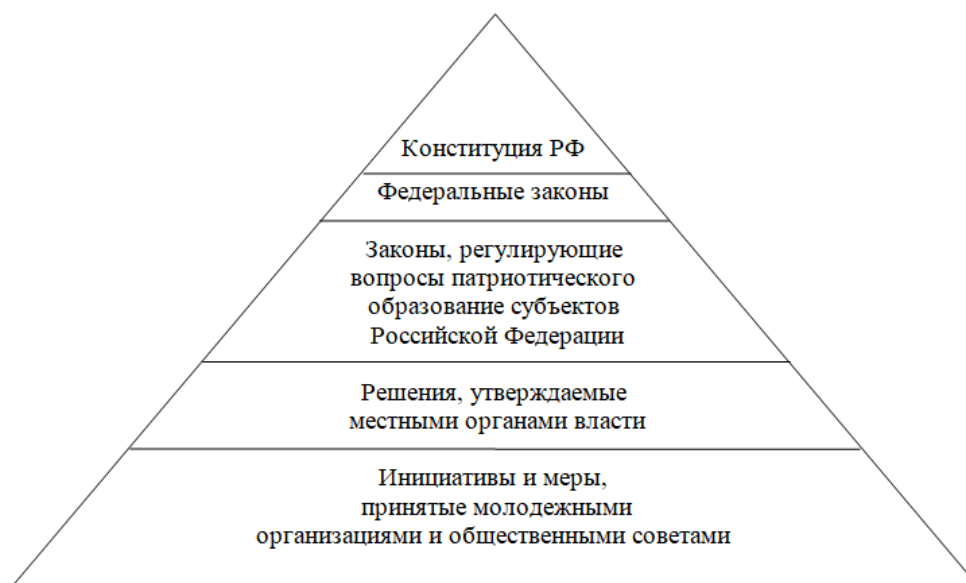 Конституция РФ
Федеральные законы
Законы, регулирующие
вопросы патриотического
образование субъектов
Российской Федерации
Решения, утверждаемые
местными органами власти
Инициативы и меры,
принятые молодежными
организациями и общественными советами